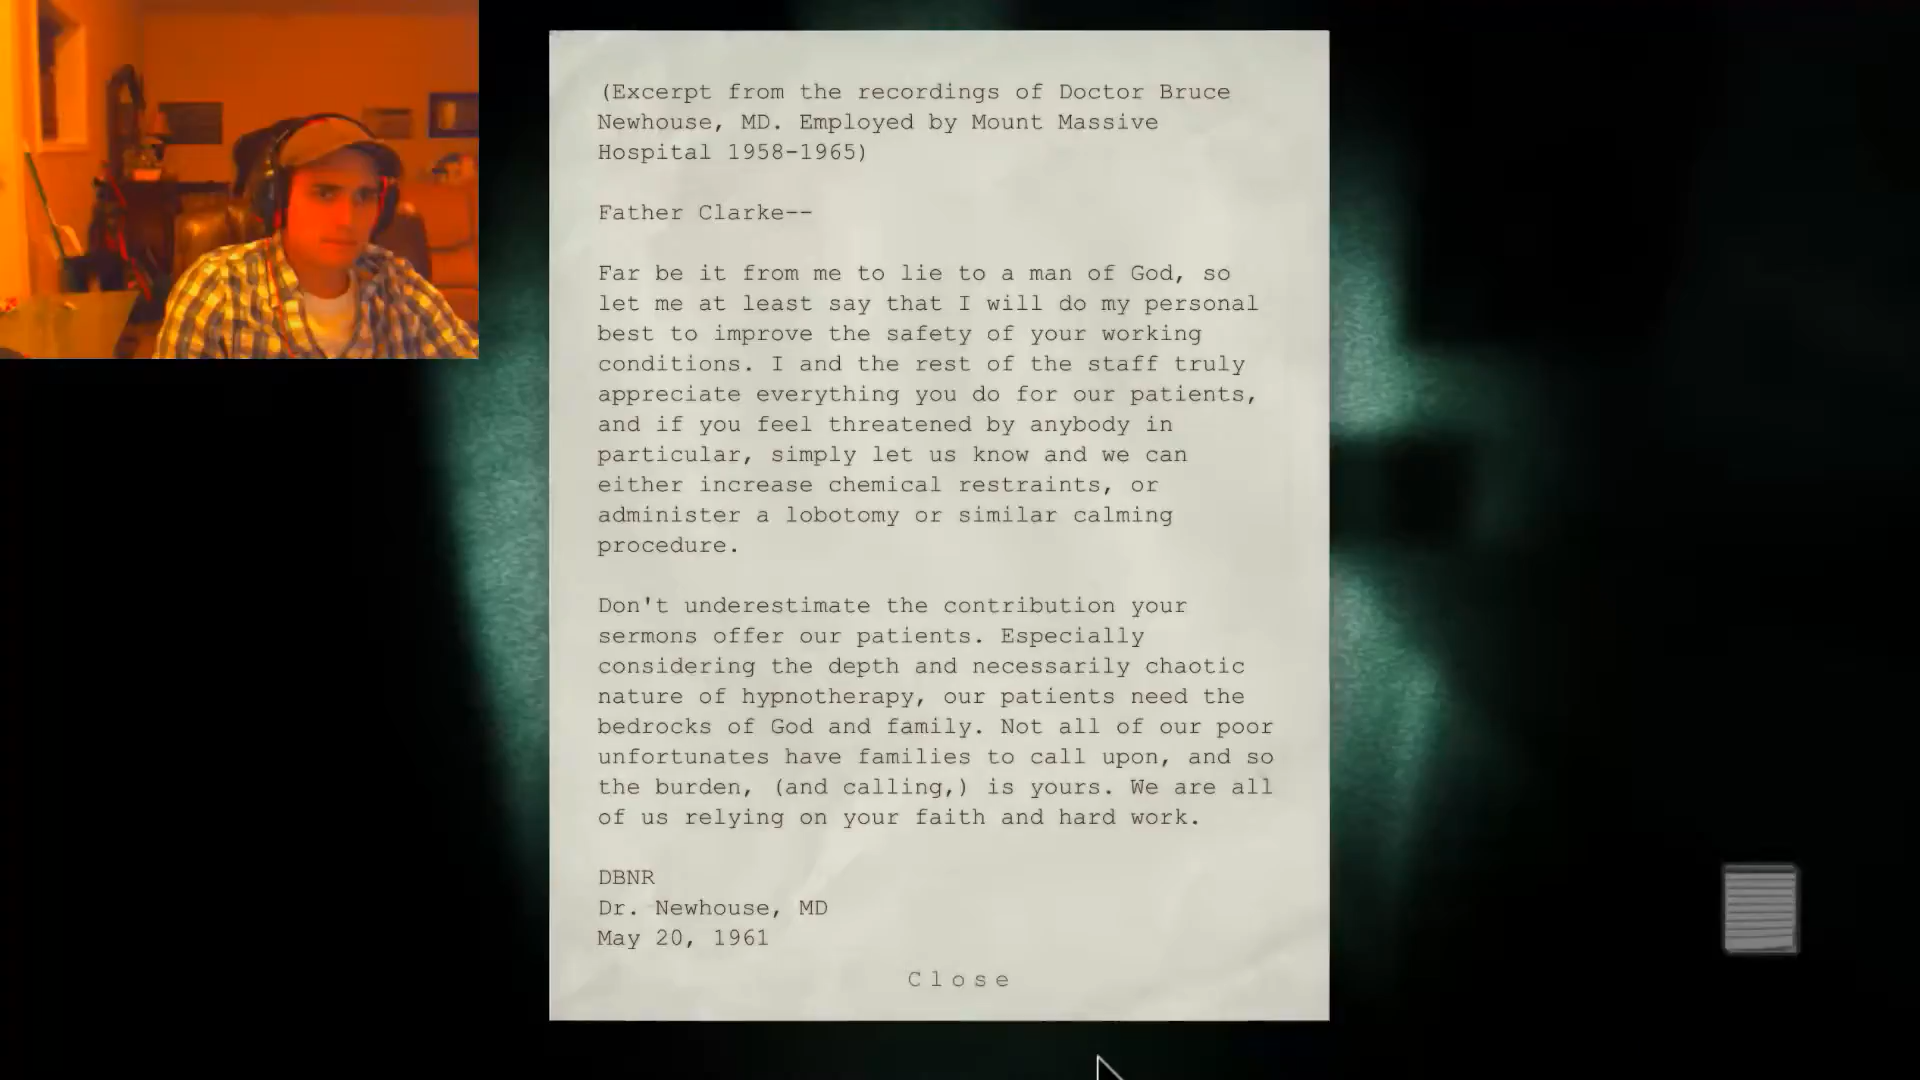 (Excerpt from the recordings of Doctor Bruce
Newhouse, MD. Employed by Mount Massive
Hospital 1958-1965)
Father Clarke--
Far be it from me to lie to a man of God, so
let me at least say that I will do my personal
best to improve the safety of your working
conditions. I and the rest of the staff truly
appreciate everything you do for our patients,
and if you feel threatened by anybody in
particular, simply let us know and we can
either increase chemical restraints, or
administer a lobotomy or similar calming
procedure.
Don't underestimate the contribution your
sermons offer our patients. Especially
considering the depth and necessarily chaotic
nature of hypnotherapy, our patients need the
bedrocks of God and family. Not all of our poor
unfortunates have families to call upon, and so
the burden, (and calling,) is yours. We are all
of us relying on your faith and hard work.
DBNR
Dr. Newhouse, MD
May 20, 1961
Close